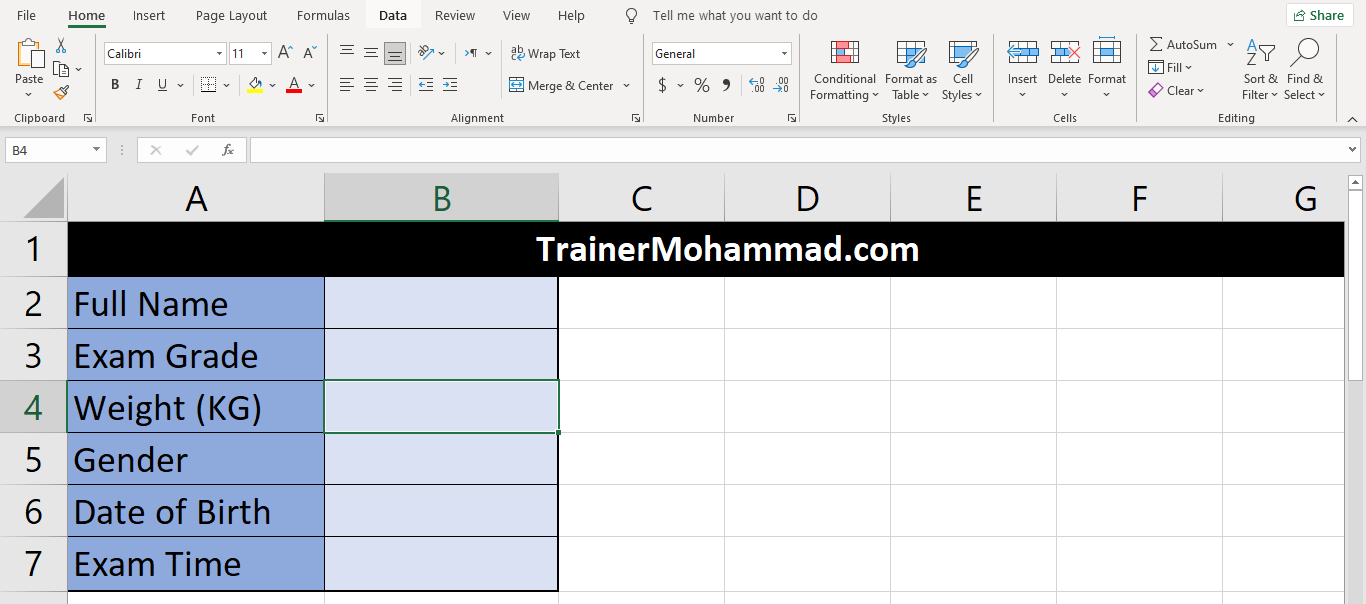 File Home Insert Page Layout Formulas Data Review View Help Tell me what you want to do Share
Calibri 11 A A ab Wrap Text General AutoSum A
Z
Paste Conditional Format as Cell Insert Delete Format Fill Sort & Find &
B I U A Merge & Center $ % 9 .00 Formatting Table Styles Clear Filter Select
Clipboard Font Alignment Number Styles Cells Editing
B4 fx
A B C D E F G
1 TrainerMohammad.com
2 Full Name
3 Exam Grade
4 Weight (KG)
5 Gender
6 Date of Birth
7 Exam Time